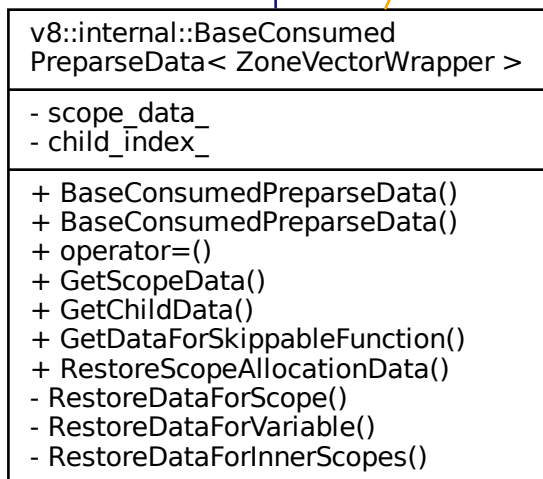 v8::internal::BaseConsumed
PreparseData< ZoneVectorWrapper >
- scope_data_
- child_index_
+ BaseConsumedPreparseData()
+ BaseConsumedPreparseData()
+ operator=()
+ GetScopeData()
+ GetChildData()
+ GetDataForSkippableFunction()
+ RestoreScopeAllocationData()
- RestoreDataForScope()
- RestoreDataForVariable()
- RestoreDataForInnerScopes()